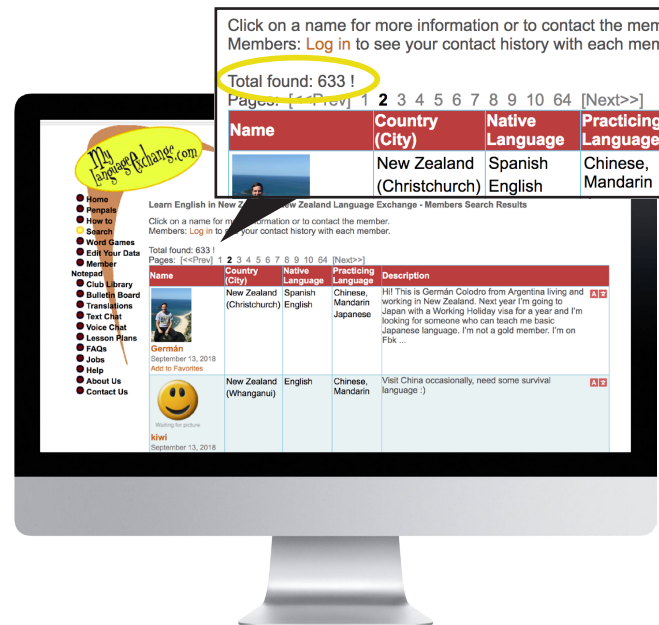 Click on a name for more information or to contact the mem
Members: Log in to see your contact history with each mem
Total found: 633 !
Pages: [<<Prev] 1 2 3 4 5 6 7 8 9 10 64 [Next>>]
Name Country (City) Native Language Practicing Language
New Zealand (Christchurch) Spanish English Chinese, Mandarin
My Language Exchange.com
Home
Penpals
How to
Search
Word Games
Edit Your Data
Member
Notepad
Club Library
Bulletin Board
Translations
Text Chat
Voice Chat
Lesson Plans
FAQs
Jobs
Help
About Us
Contact Us
Learn English in New Z ew Zealand Language Exchange - Members Search Results
Click on a name for m rmation or to contact the member.
Members: Log in to s your contact history with each member.
Total found: 633 !
Pages: [<<Prev] 1 2 3 4 5 6 7 8 9 10 64 [Next>>]
Name Country (City) Native Language Practicing Language Description
Germán
September 13, 2018
Add to Favorites
New Zealand (Christchurch)
Spanish
English
Chinese,
Mandarin
Japanese
Hi! This is Germán Colodro from Argentina living and
working in New Zealand. Next year I'm going to
Japan with a Working Holiday visa for a year and I'm
looking for someone who can teach me basic
Japanese language. I'm not a gold member. I'm on
Fbk ...
Waiting for picture
kiwi
September 13, 2018
New Zealand (Whanganui)
English
Chinese,
Mandarin
Visit China occasionally, need some survival
language :)